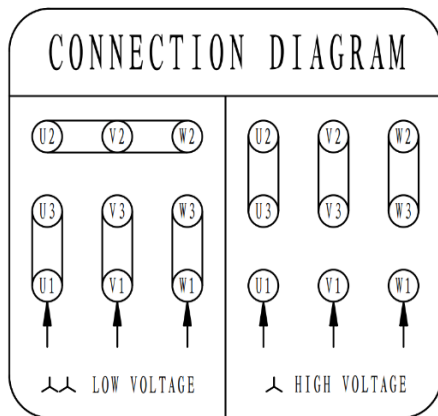 CONNECTION DIAGRAM
U2 V2 W2
U3 V3 W3
U1 V1 W1
LOW VOLTAGE
U2 V2 W2
U3 V3 W3
U1 V1 W1
HIGH VOLTAGE